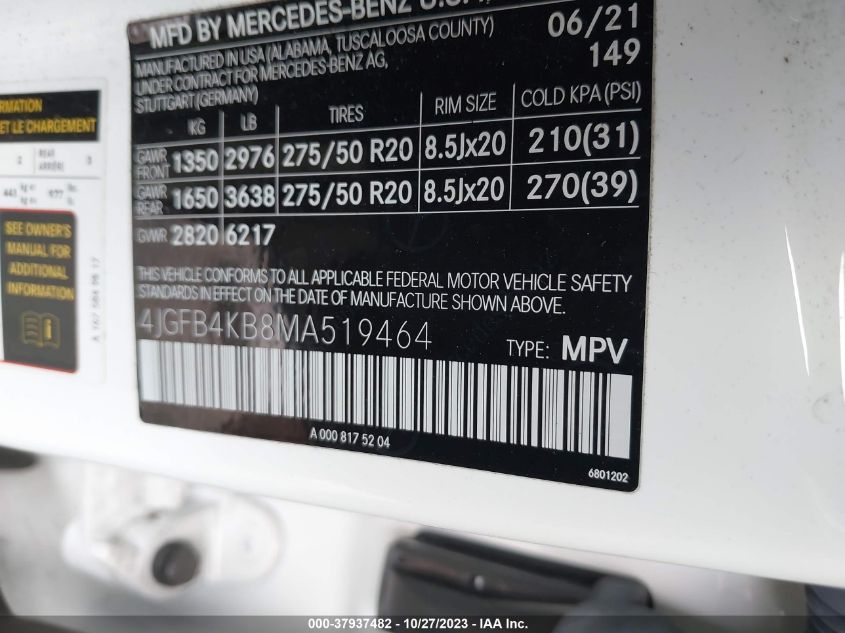 MFD BY MERCEDES-BENZ U.S.
06/21
149
MANUFACTURED IN USA (ALABAMA, TUSCALOOSA COUNTY)
UNDER CONTRACT FOR MERCEDES-BENZ AG,
STUTTGART (GERMANY)
KG LB TIRES RIM SIZE COLD KPA (PSI)
GAWR FRONT 1350 2976 275/50 R20 8.5Jx20 210(31)
GAWR REAR 1650 3638 275/50 R20 8.5Jx20 270(39)
GVWR 2820 6217
THIS VEHICLE CONFORMS TO ALL APPLICABLE FEDERAL MOTOR VEHICLE SAFETY
STANDARDS IN EFFECT ON THE DATE OF MANUFACTURE SHOWN ABOVE.
4JGFB4KB8MA519464
TYPE: MPV
A 000 817 52 04
6801202
ET LE CHARGEMENT
2 REAR 3
ARRIÈRE
SEE OWNER'S
MANUAL FOR
ADDITIONAL
INFORMATION
000-37937482 - 10/27/2023 - IAA Inc.